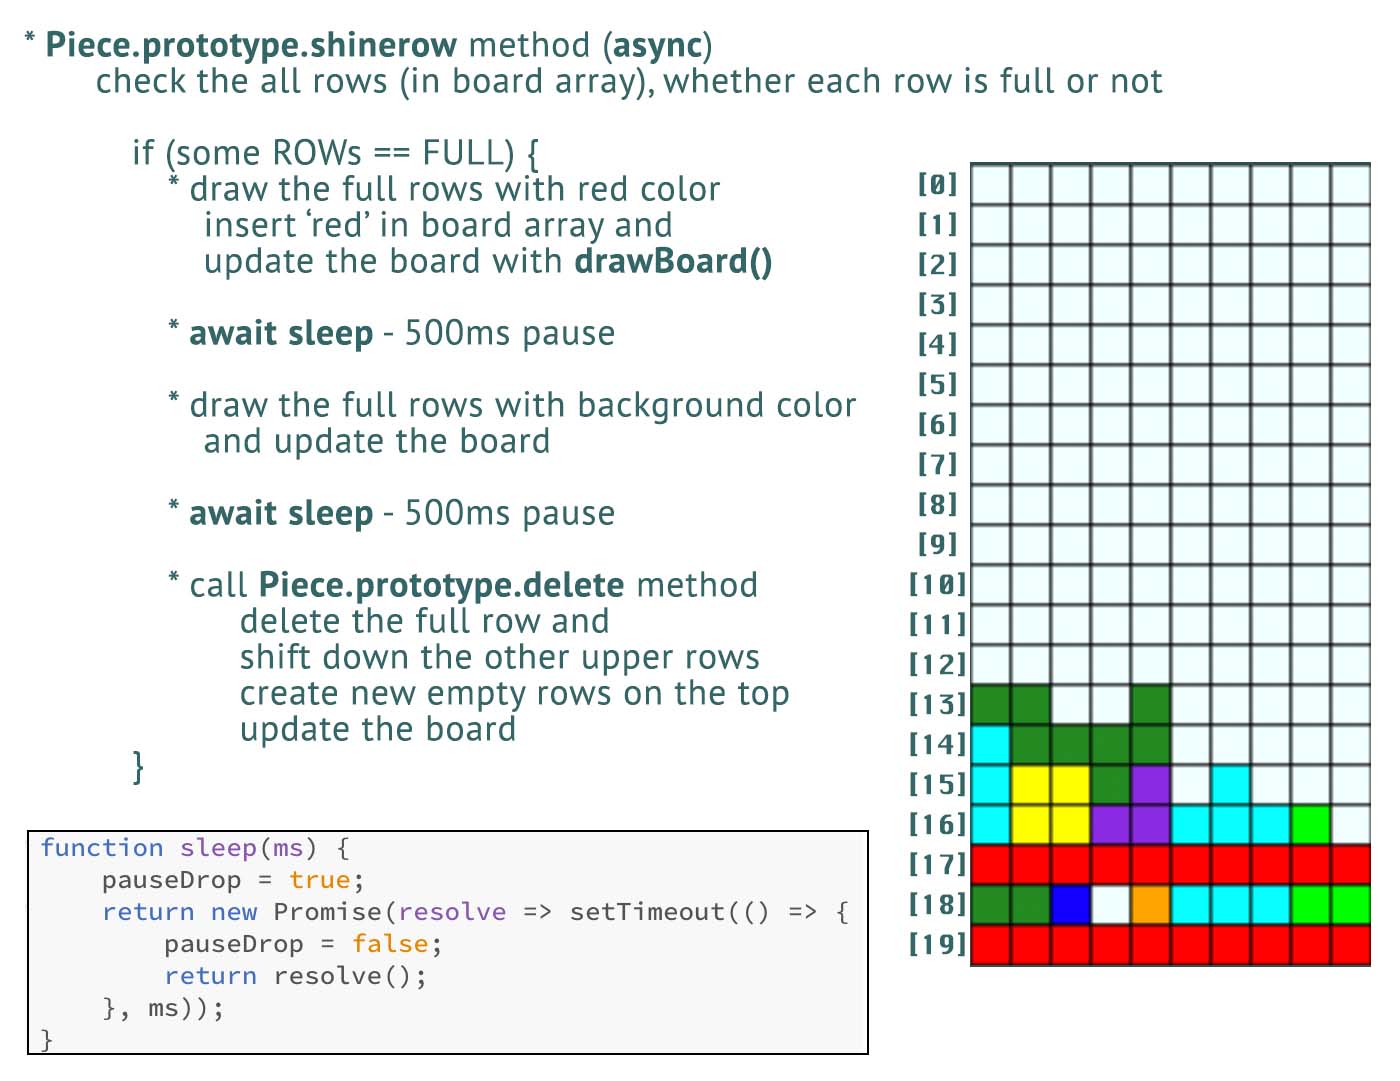 * Piece.prototype.shinerow method (async)
check the all rows (in board array), whether each row is full or not
if (some ROWs == FULL) {
* draw the full rows with red color
insert ‘red’ in board array and
update the board with drawBoard()
* await sleep - 500ms pause
* draw the full rows with background color
and update the board
* await sleep - 500ms pause
* call Piece.prototype.delete method
delete the full row and
shift down the other upper rows
create new empty rows on the top
update the board
}
function sleep(ms) {
pauseDrop = true;
return new Promise(resolve => setTimeout(() => {
pauseDrop = false;
return resolve();
}, ms));
}
[0]
[1]
[2]
[3]
[4]
[5]
[6]
[7]
[8]
[9]
[10]
[11]
[12]
[13]
[14]
[15]
[16]
[17]
[18]
[19]